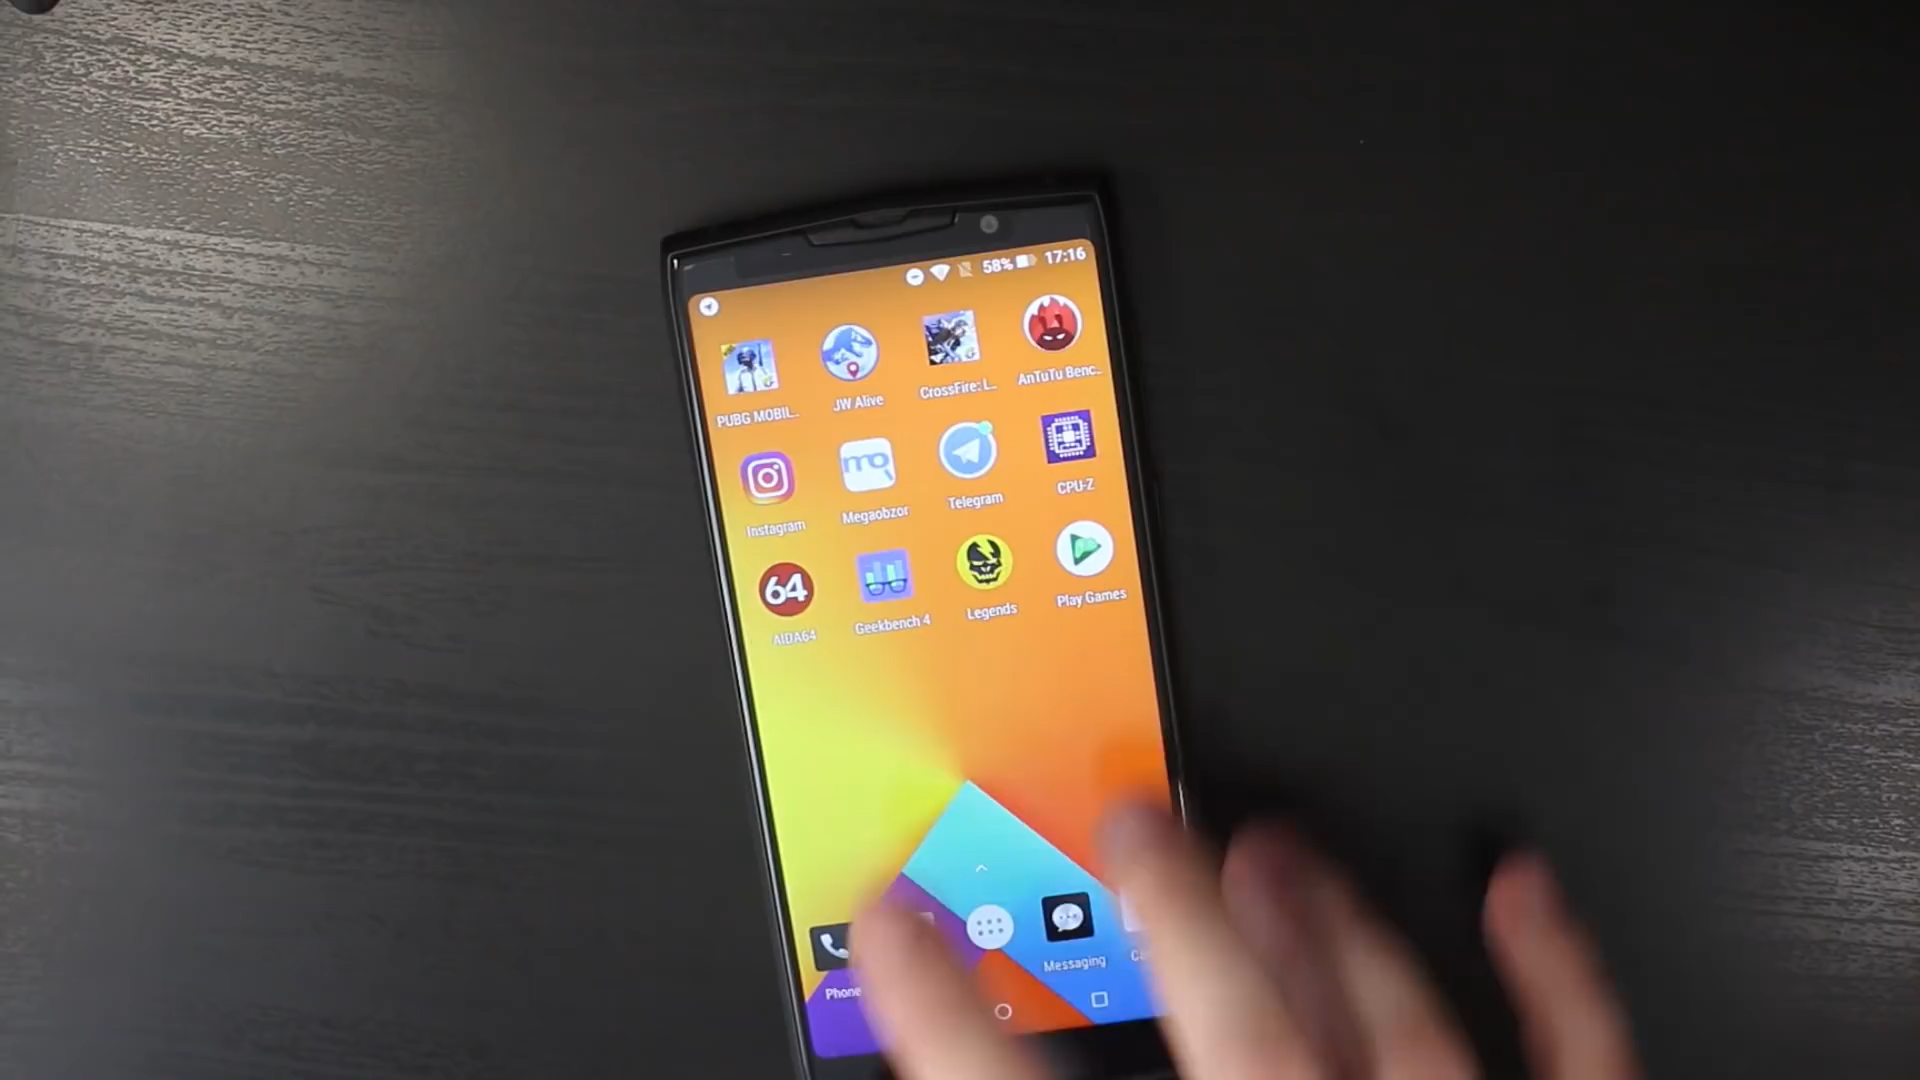 58% 17:16
PUBG MOBIL..
JW Alive
CrossFire: L..
AnTuTu Benc..
Instagram
mo
Megaobzor
Telegram
CPU-Z
64
AIDA64
Geekbench 4
Legends
Play Games
Phone
Messaging